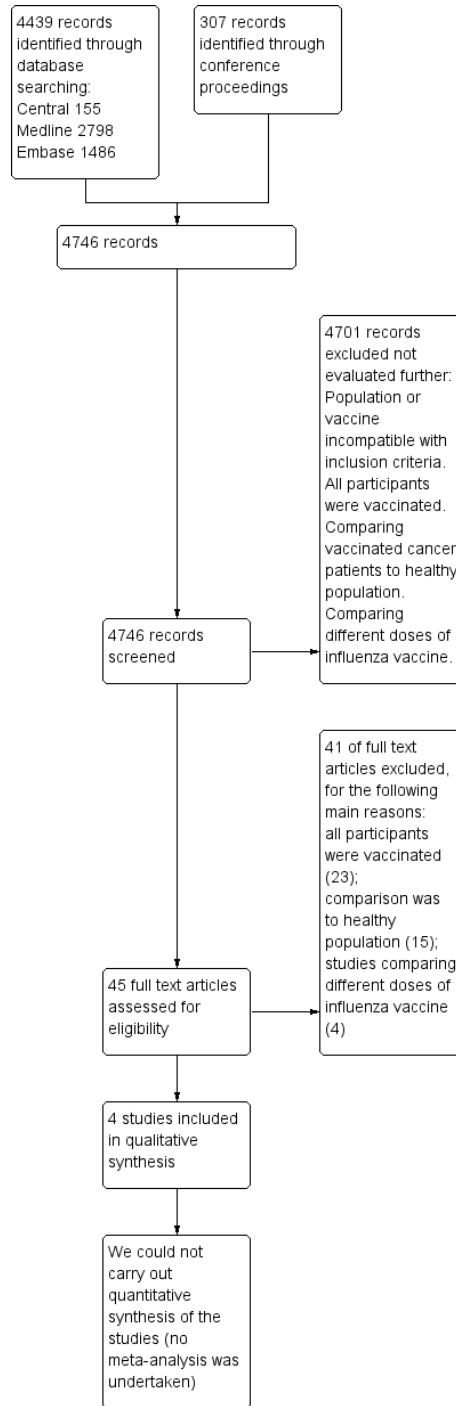 4439 records
identified through
database
searching:
Central 155
Medline 2798
Embase 1486
307 records
identified through
conference
proceedings
4746 records
4701 records
excluded not
evaluated further:
Population or
vaccine
incompatible with
inclusion criteria.
All participants
were vaccinated.
Comparing
vaccinated cancer
patients to healthy
population.
Comparing
different doses of
influenza vaccine.
4746 records
screened
41 of full text
articles excluded,
for the following
main reasons:
all participants
were vaccinated
(23);
comparison was
to healthy
population (15);
studies comparing
different doses of
influenza vaccine
(4)
45 full text articles
assessed for
eligibility
4 studies included
in qualitative
synthesis
We could not
carry out
quantitative
synthesis of the
studies (no
meta-analysis was
undertaken)